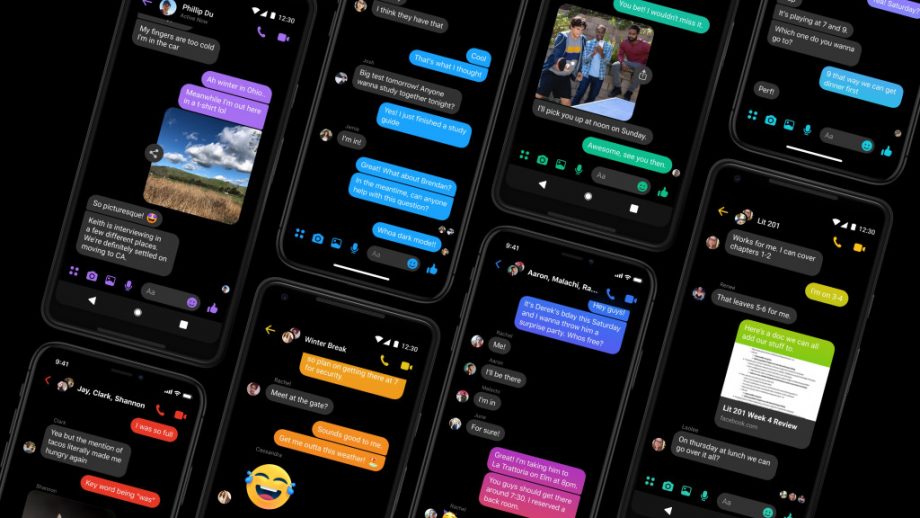 Phillip Du
Active Now
12:30
My fingers are too cold
I'm in the car
Ah winter in Ohio.
Meanwhile I'm out here
in a t-shirt lol
So picturesque! 🤩
Keith is interviewing in
a few different places.
We're definitely settled on
moving to CA.
Aa
I think they have that
Cool
That's what I thought!
Josh
Big test tomorrow! Anyone
wanna study together tonight?
Yes! I just finished a study
guide
Jamie
I'm in!
Great! What about Brendan?
In the meantime, can anyone
help with this question?
Whoa dark mode!!
Aa
You bet! I wouldn't miss it.
I'll pick you up at noon on Sunday.
Awesome, see you then.
Aa
Saturday?
It's playing at 7 and 9.
Which one do you wanna
go to?
9 that way we can get
dinner first
Perf!
Aa
9:41
Jay, Clark, Shannon
I was so full
Clark
Yea but the mention of
tacos literally made me
hungry again
Key word being "was"
Shannon
12:30
Winter Break
so plan on getting there at 7
for security.
Rachel
Meet at the gate?
Sounds good to me.
Get me outta this weather!
Cassandra
😂
9:41
Aaron, Malachi, Ra...
Hey guys!
It's Derek's bday this Saturday
and I wanna throw him a
surprise party. Whos free?
Rachel
Me!
Aaron
I'll be there
Malachi
I'm in
June
For sure!
Great! I'm taking him to
La Trattoria on Elm at 8pm.
You guys should get there
around 7:30. I reserved a
back room.
12:30
Lit 201
Works for me. I can cover
chapters 1-2
I'm on 3-4
Renee
That leaves 5-6 for me.
Here's a doc we can all
add our stuff to.
Lit 201 Week 4 Review
facebook.com
Louise
On thursday at lunch we can
go over it all?
Aa